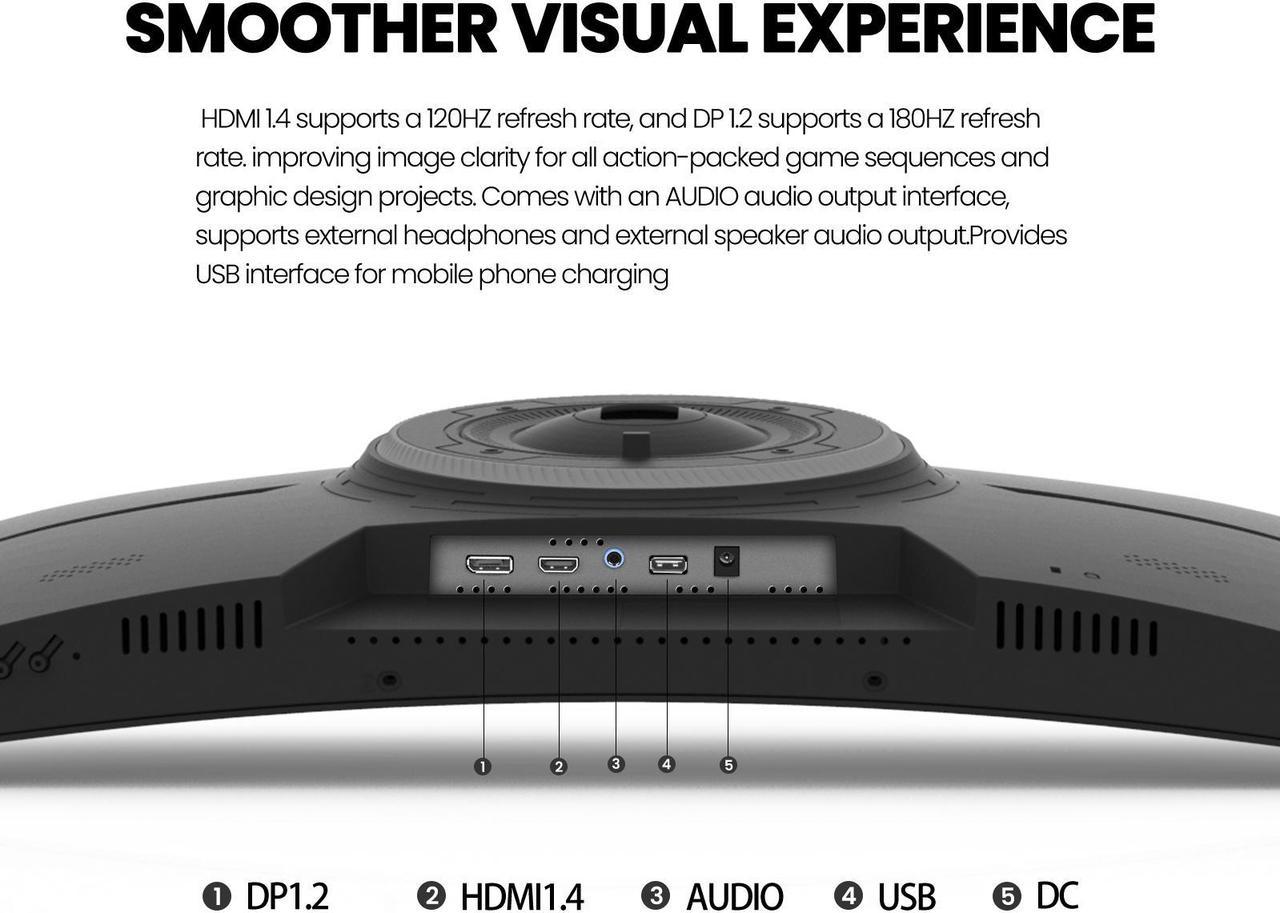 SMOOTHER VISUAL EXPERIENCE
HDMI 1.4 supports a 120HZ refresh rate, and DP 1.2 supports a 180HZ refresh
rate. improving image clarity for all action-packed game sequences and
graphic design projects. Comes with an AUDIO audio output interface,
supports external headphones and external speaker audio output.Provides
USB interface for mobile phone charging
1 2 3 4 5
1 DP1.2 2 HDMI1.4 3 AUDIO 4 USB 5 DC